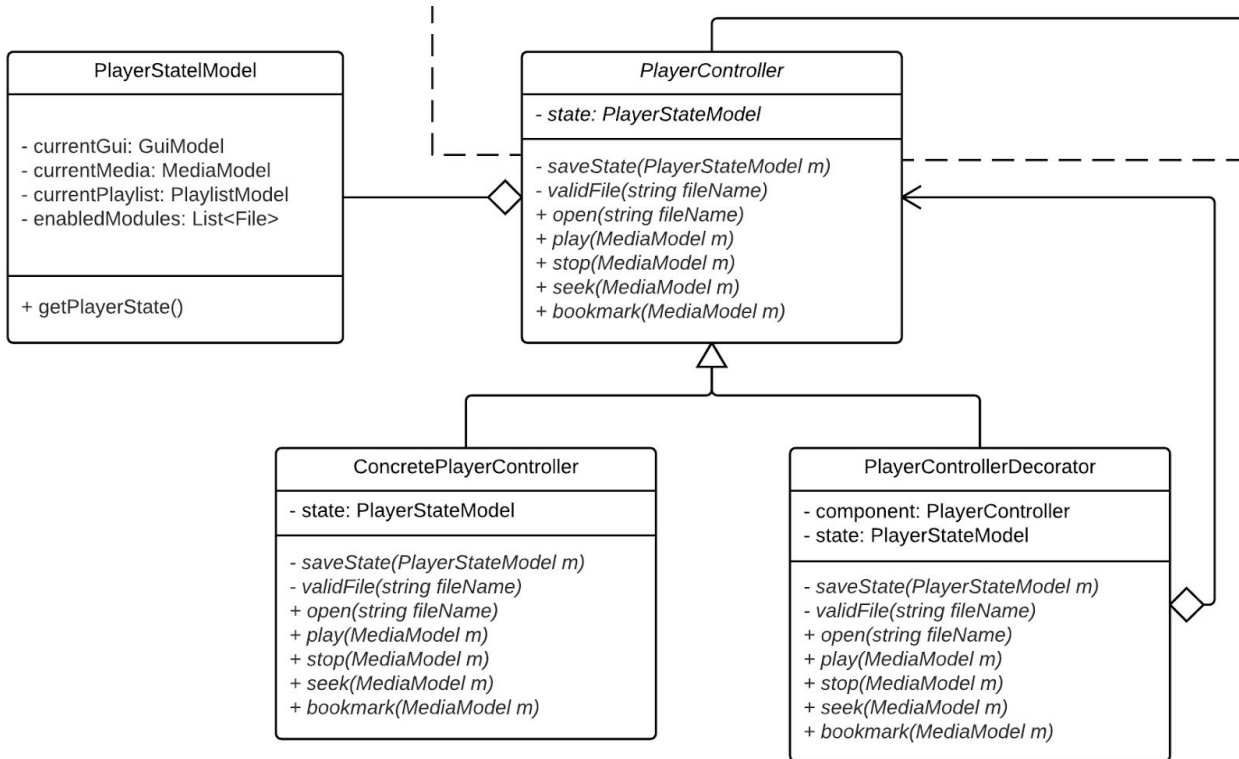 PlayerStatelModel
- currentGui: GuiModel
- currentMedia: MediaModel
- currentPlaylist: PlaylistModel
- enabledModules: List<File>
+ getPlayerState()
PlayerController
- state: PlayerStateModel
- saveState(PlayerStateModel m)
- validFile(string fileName)
+ open(string fileName)
+ play(MediaModel m)
+ stop(MediaModel m)
+ seek(MediaModel m)
+ bookmark(MediaModel m)
ConcretePlayerController
- state: PlayerStateModel
- saveState(PlayerStateModel m)
- validFile(string fileName)
+ open(string fileName)
+ play(MediaModel m)
+ stop(MediaModel m)
+ seek(MediaModel m)
+ bookmark(MediaModel m)
PlayerControllerDecorator
- component: PlayerController
- state: PlayerStateModel
- saveState(PlayerStateModel m)
- validFile(string fileName)
+ open(string fileName)
+ play(MediaModel m)
+ stop(MediaModel m)
+ seek(MediaModel m)
+ bookmark(MediaModel m)